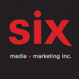 six
media + marketing inc.